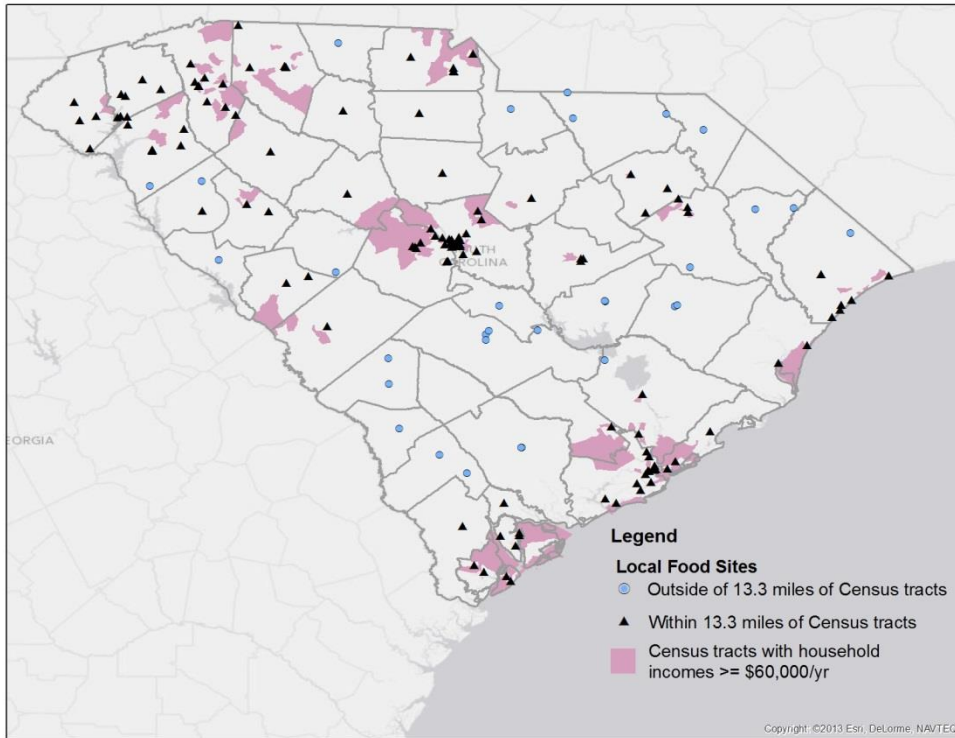 SOUTH
CAROLINA
EORGIA
Legend
Local Food Sites
Outside of 13.3 miles of Census tracts
Within 13.3 miles of Census tracts
Census tracts with household
incomes >= $60,000/yr
Copyright: ©2013 Esri, DeLorme, NAVTEQ